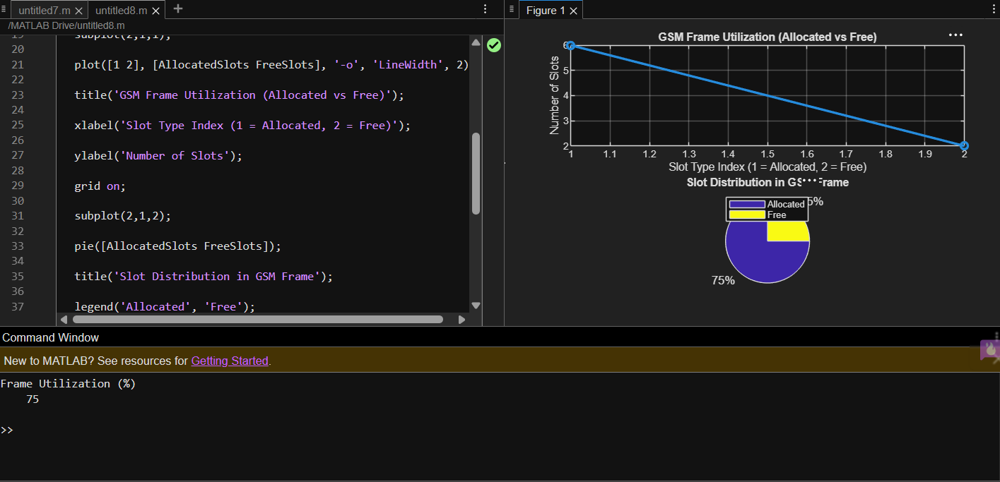 untitled7.m × untitled8.m × +
/MATLAB Drive/untitled8.m
19 subplot(2,1,1);
20
21 plot([1 2], [AllocatedSlots FreeSlots], '-o', 'LineWidth', 2)
22
23 title('GSM Frame Utilization (Allocated vs Free)');
24
25 xlabel('Slot Type Index (1 = Allocated, 2 = Free)');
26
27 ylabel('Number of Slots');
28
29 grid on;
30
31 subplot(2,1,2);
32
33 pie([AllocatedSlots FreeSlots]);
34
35 title('Slot Distribution in GSM Frame');
36
37 legend('Allocated', 'Free');
Figure 1 ×
GSM Frame Utilization (Allocated vs Free)
Number of Slots
6
5
4
3
2
1 1.1 1.2 1.3 1.4 1.5 1.6 1.7 1.8 1.9 2
Slot Type Index (1 = Allocated, 2 = Free)
Slot Distribution in GS Frame
Allocated
Free
5%
75%
Command Window
New to MATLAB? See resources for Getting Started.
Frame Utilization (%)
75
>>